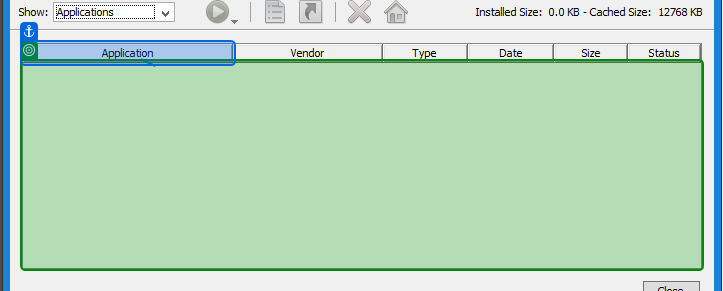 Show: Applications
Installed Size: 0.0 KB - Cached Size: 12768 KB
Application Vendor Type Date Size Status
Close